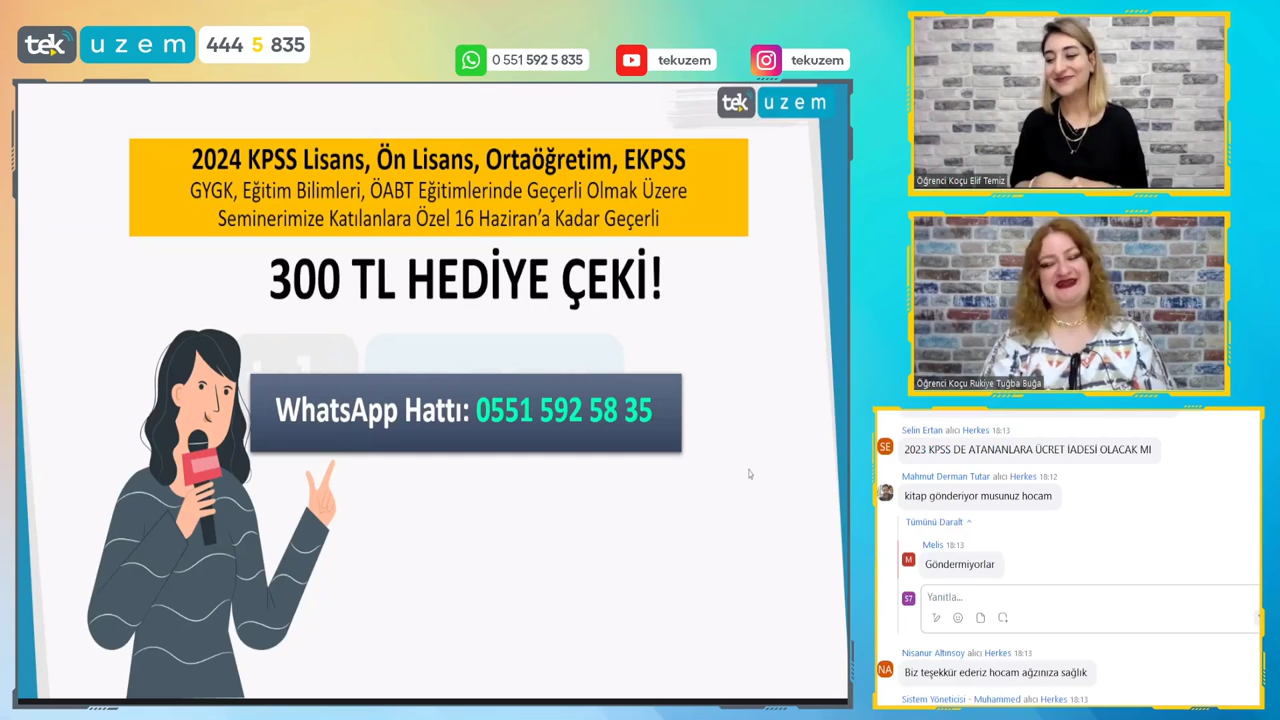 tek uzem 444 5 835
0 551 592 5 835
tekuzem
tekuzem
tek uzem
2024 KPSS Lisans, Ön Lisans, Ortaöğretim, EKPSS
GYGK, Eğitim Bilimleri, ÖABT Eğitimlerinde Geçerli Olmak Üzere
Seminerimize Katılanlara Özel 16 Haziran'a Kadar Geçerli
300 TL HEDİYE ÇEKİ!
WhatsApp Hattı: 0551 592 58 35
Öğrenci Koçu Elif Temiz
Öğrenci Koçu Rukiye Tuğba Buğa
Selin Ertan alıcı Herkes 18:13
SE
2023 KPSS DE ATANANLARA ÜCRET İADESİ OLACAK MI
Mahmut Derman Tutar alıcı Herkes 18:12
kitap gönderiyor musunuz hocam
Tümünü Daralt ^
Melis 18:13
M
Göndermiyorlar
S7
Yanıtla...
Nisanur Altınsoy alıcı Herkes 18:13
NA
Biz teşekkür ederiz hocam ağzınıza sağlık
Sistem Yöneticisi - Muhammed alıcı Herkes 18:13